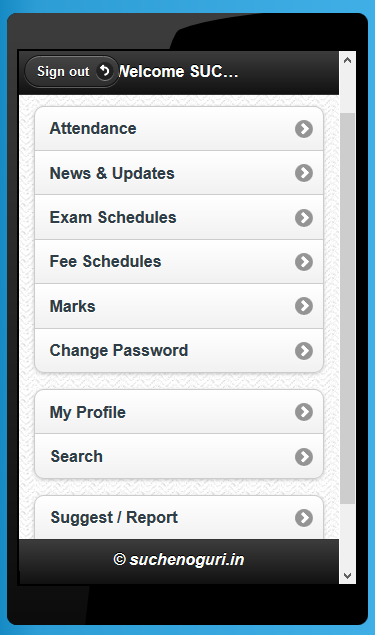 Sign out Welcome SUC...
Attendance
News & Updates
Exam Schedules
Fee Schedules
Marks
Change Password
My Profile
Search
Suggest / Report
© suchenoguri.in